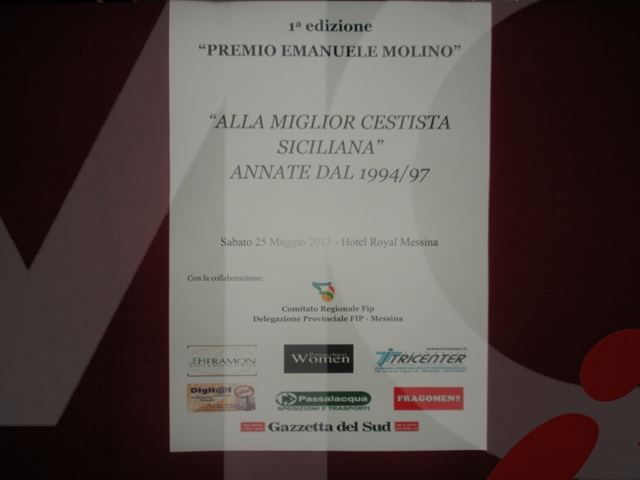 1ª edizione
“PREMIO EMANUELE MOLINO”
“ALLA MIGLIOR CESTISTA
SICILIANA”
ANNATE DAL 1994/97
Sabato 25 Maggio 2013 - Hotel Royal Messina
Con la collaborazione:
Comitato Regionale Fip
Delegazione Provinciale FIP - Messina
FRAMON
Women
TRICENTER
Digital
Passalacqua
SPEDIZIONI E TRASPORTI
FRAGOMENI
Gazzetta del Sud